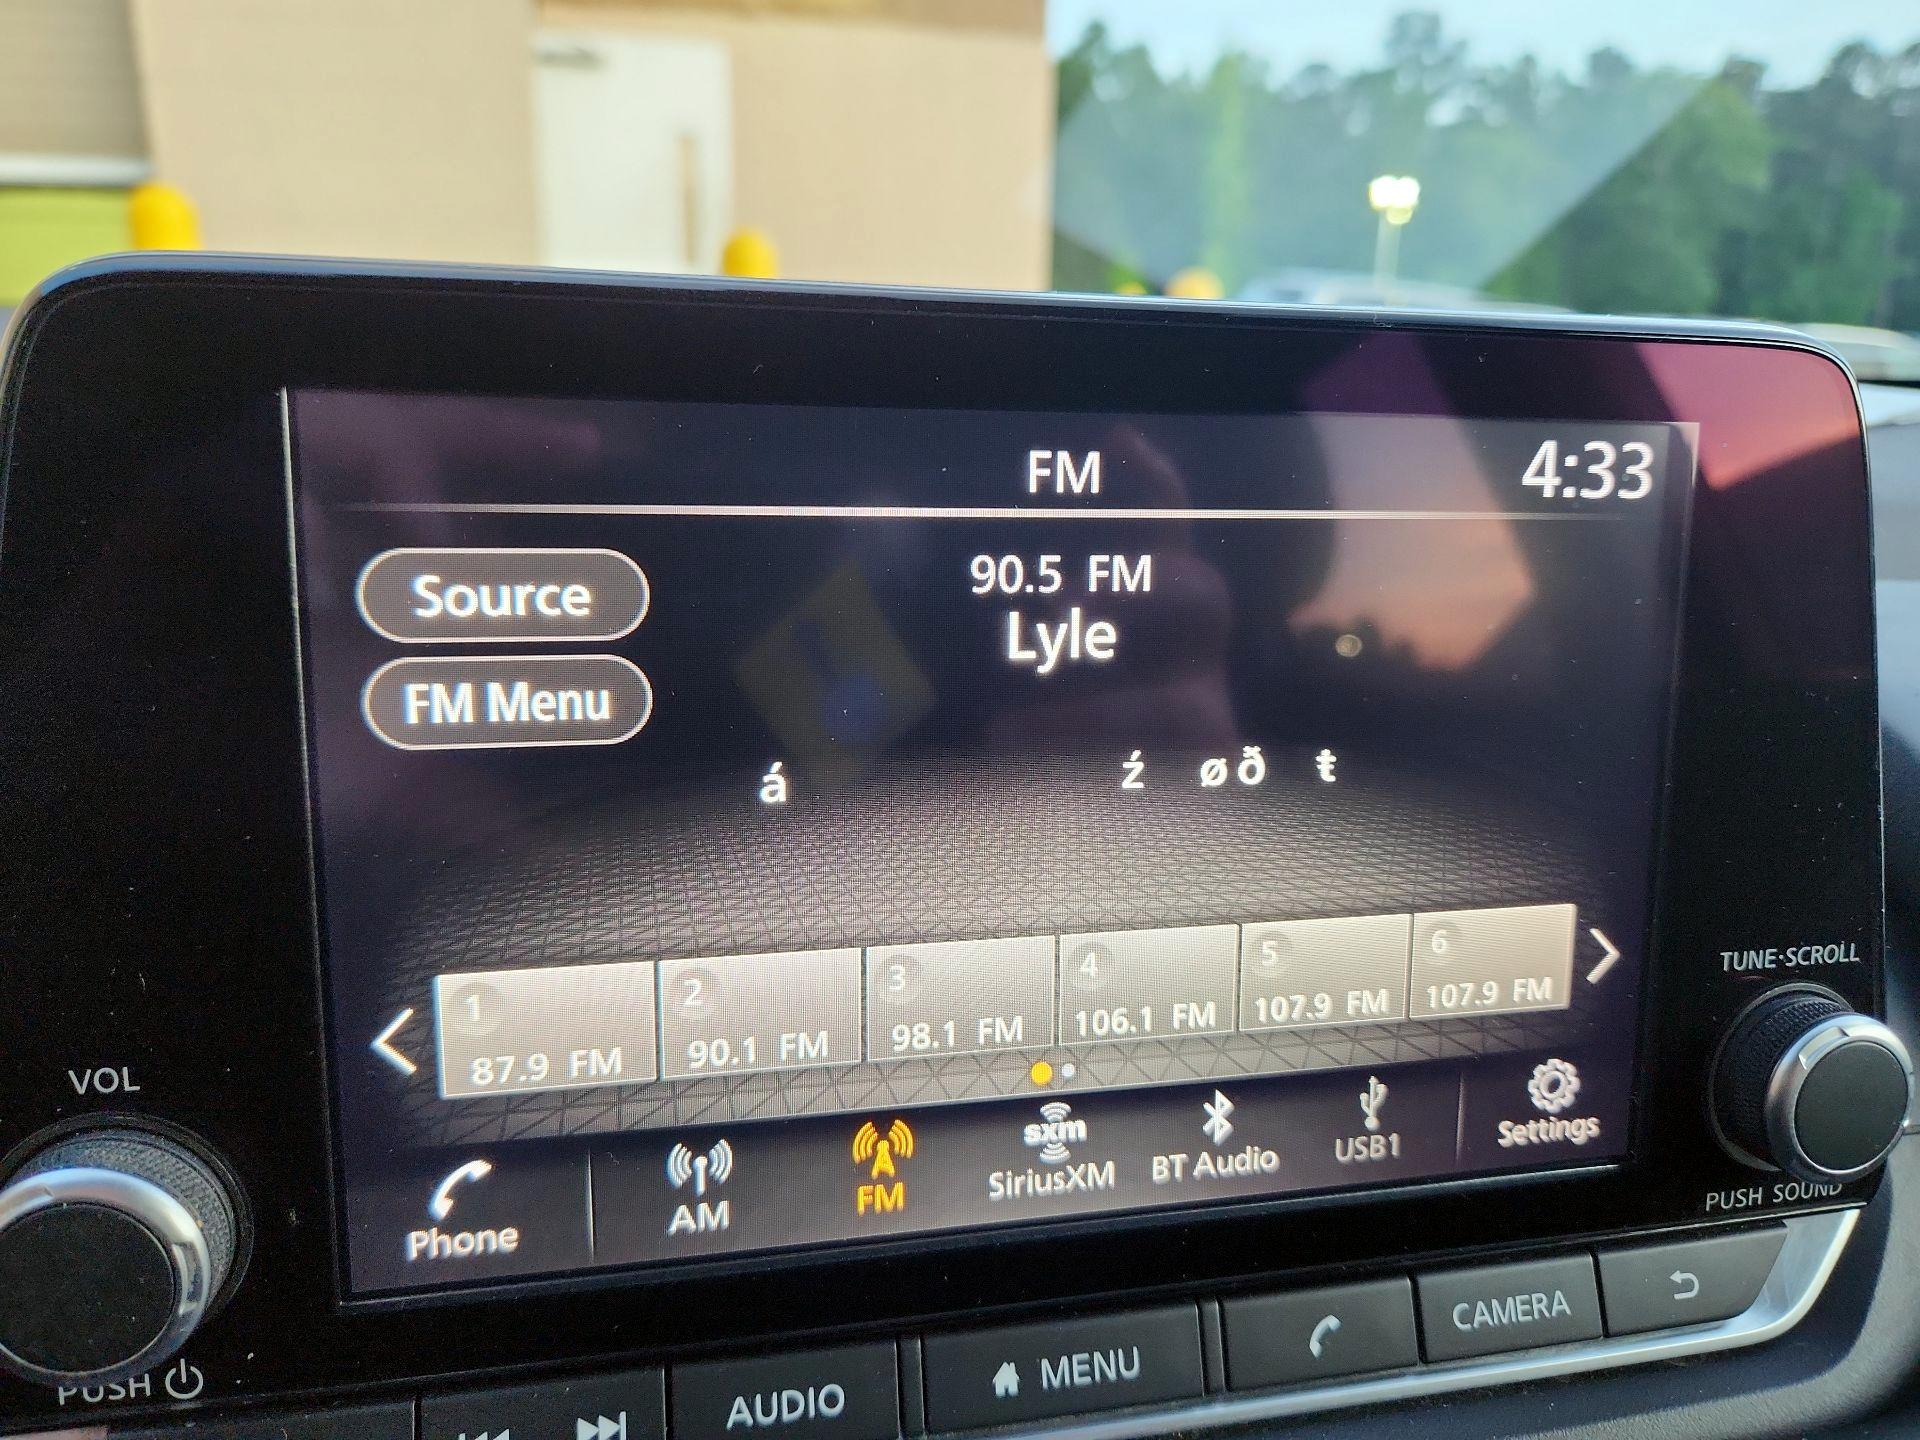 FM
4:33
Source
90.5 FM
Lyle
FM Menu
á ź øð ŧ
1
2
3
4
5
6
87.9 FM
90.1 FM
98.1 FM
106.1 FM
107.9 FM
107.9 FM
TUNE·SCROLL
VOL
Phone
AM
FM
sxm
SiriusXM
BT Audio
USB1
Settings
PUSH SOUND
PUSH
AUDIO
MENU
CAMERA